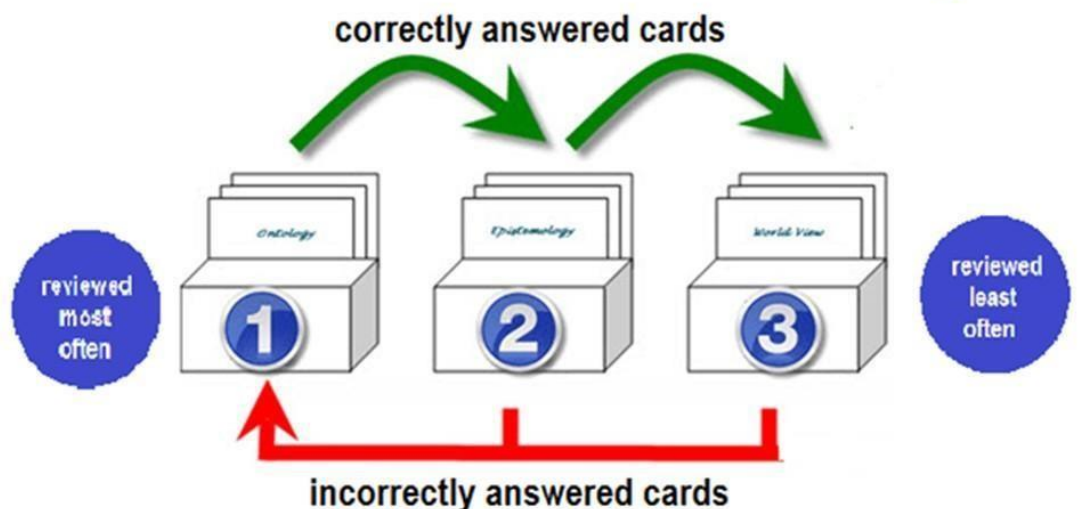 correctly answered cards
Ontology
Epistemology
World View
reviewed
most
often
1
2
3
reviewed
least
often
incorrectly answered cards